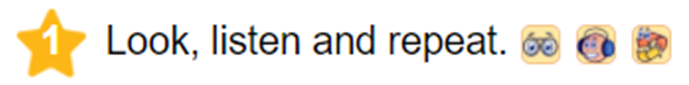 1 Look, listen and repeat.